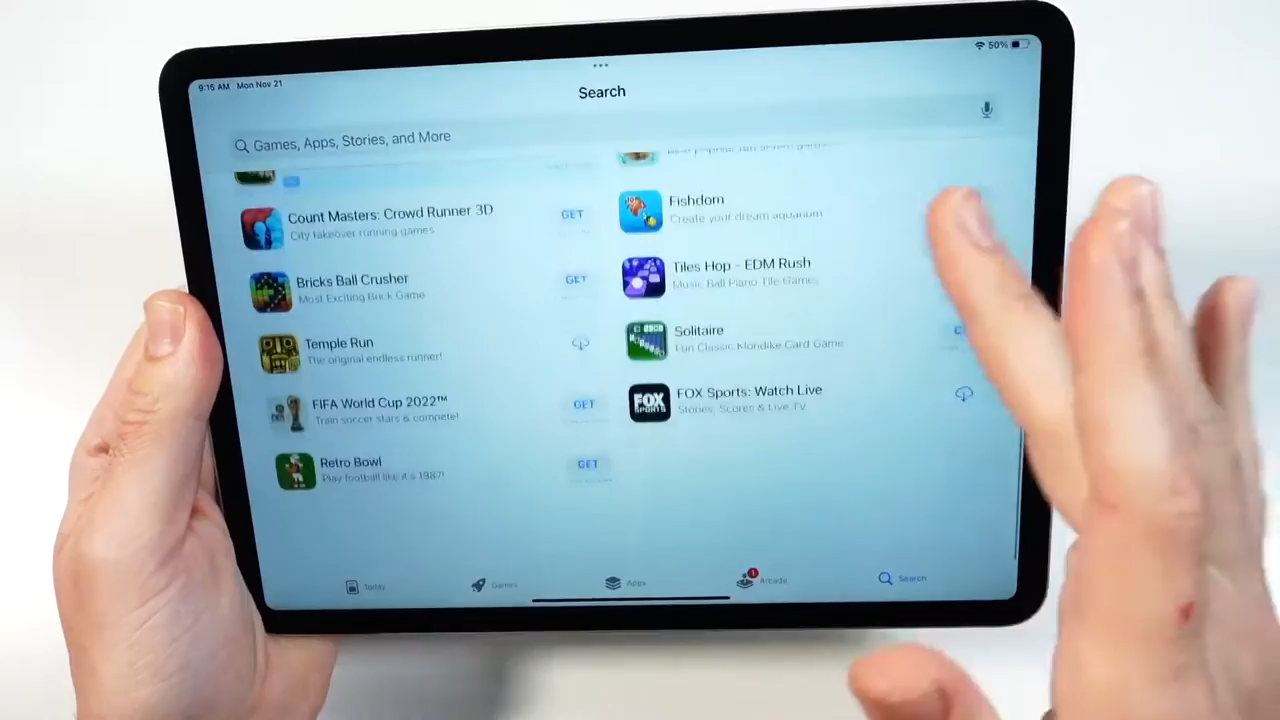 9:15 AM Mon Nov 21
50%
Search
Games, Apps, Stories, and More
Count Masters: Crowd Runner 3D
City takeover running games
GET
Bricks Ball Crusher
Most Exciting Brick Game
GET
Temple Run
The original endless runner!
FIFA World Cup 2022™
Train soccer stars & compete!
GET
Retro Bowl
Play football like it's 1987!
GET
Fishdom
Create your dream aquarium
Tiles Hop - EDM Rush
Music Ball Piano Tile Games
Solitaire
Fun Classic Klondike Card Game
FOX Sports: Watch Live
Stories, Scores & Live TV
FOX
SPORTS
Today
Games
Apps
1
Arcade
Search